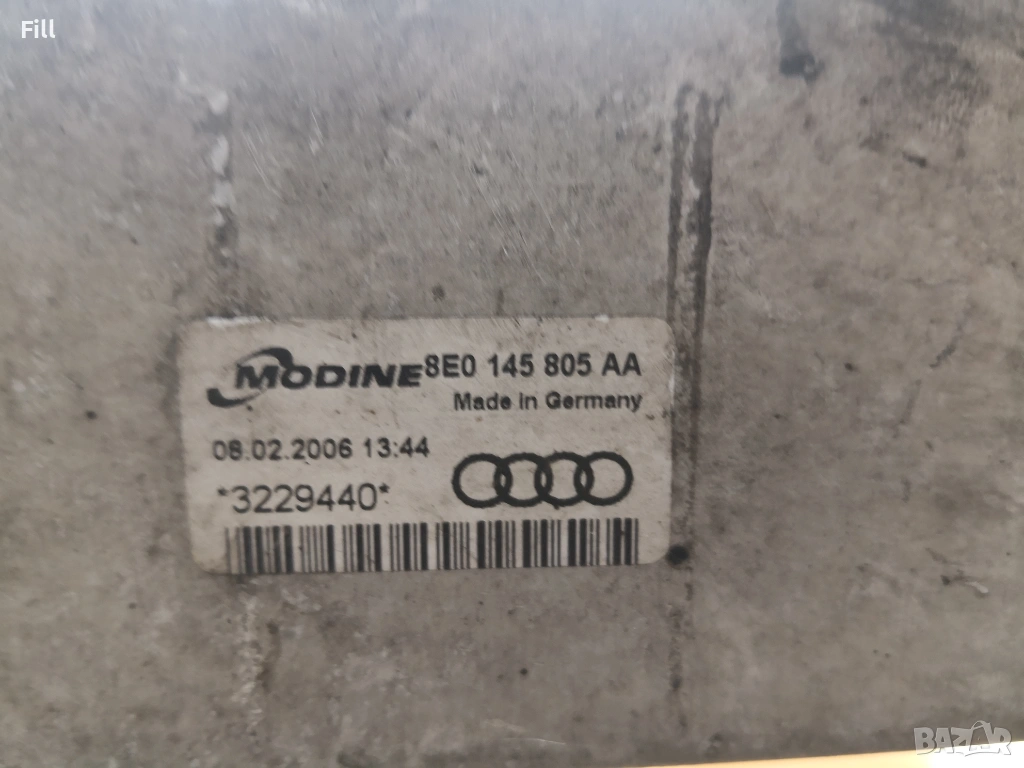 Fill
MODINE 8E0 145 805 AA
Made in Germany
08.02.2006 13:44
*3229440*
BAZAR